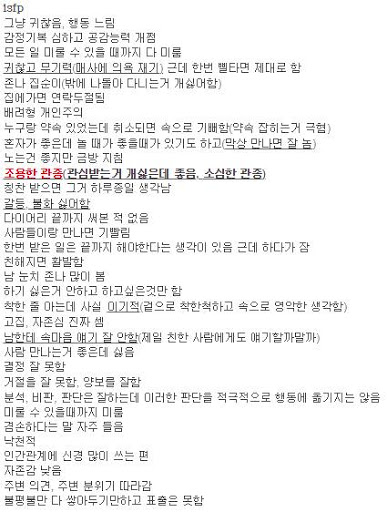 isfp
그냥 귀찮음, 행동 느림
감정기복 심하고 공감능력 개점
모든 일 미룰 수 있을 때까지 다 미룸
귀찮고 무기력(매사에 의욕 재기) 근데 한번 삘타면 제대로 함
존나 집순이(밖에 나돌아 다니는거 개싫어함)
집에가면 연락두절됨
배려형 개인주의
누구랑 약속 있었는데 취소되면 속으로 기뻐함(약속 잡히는거 극혐)
혼자가 좋은데 놀 때가 좋을때가 있기도 하고(막상 만나면 잘 놈)
노는건 좋지만 금방 지침
조용한 관종(관심받는거 개싫은데 좋음, 소심한 관종)
칭찬 받으면 그거 하루종일 생각남
갈등, 불화 싫어함
다이어리 끝까지 써본 적 없음
사람들이랑 만나면 기빨림
한번 받은 일은 끝까지 해야한다는 생각이 있음 근데 하다가 잠
친해지면 활발함
남 눈치 존나 많이 봄
하기 싫은거 안하고 하고싶은것만 함
착한 줄 아는데 사실 이기적(겉으로 착한척하고 속으로 영악한 생각함)
고집, 자존심 진짜 셈
남한테 속마음 얘기 잘 안함(제일 친한 사람에게도 얘기할까말까)
사람 만나는거 좋은데 싫음
결정 잘 못함
거절을 잘 못함, 양보를 잘함
분석, 비판, 판단은 잘하는데 이러한 판단을 적극적으로 행동에 옮기지는 않음
미룰 수 있을때까지 미룸
겸손하다는 말 자주 들음
낙천적
인간관계에 신경 많이 쓰는 편
자존감 낮음
주변 의견, 주변 분위기 따라감
불평불만 다 쌓아두기만하고 표출은 못함